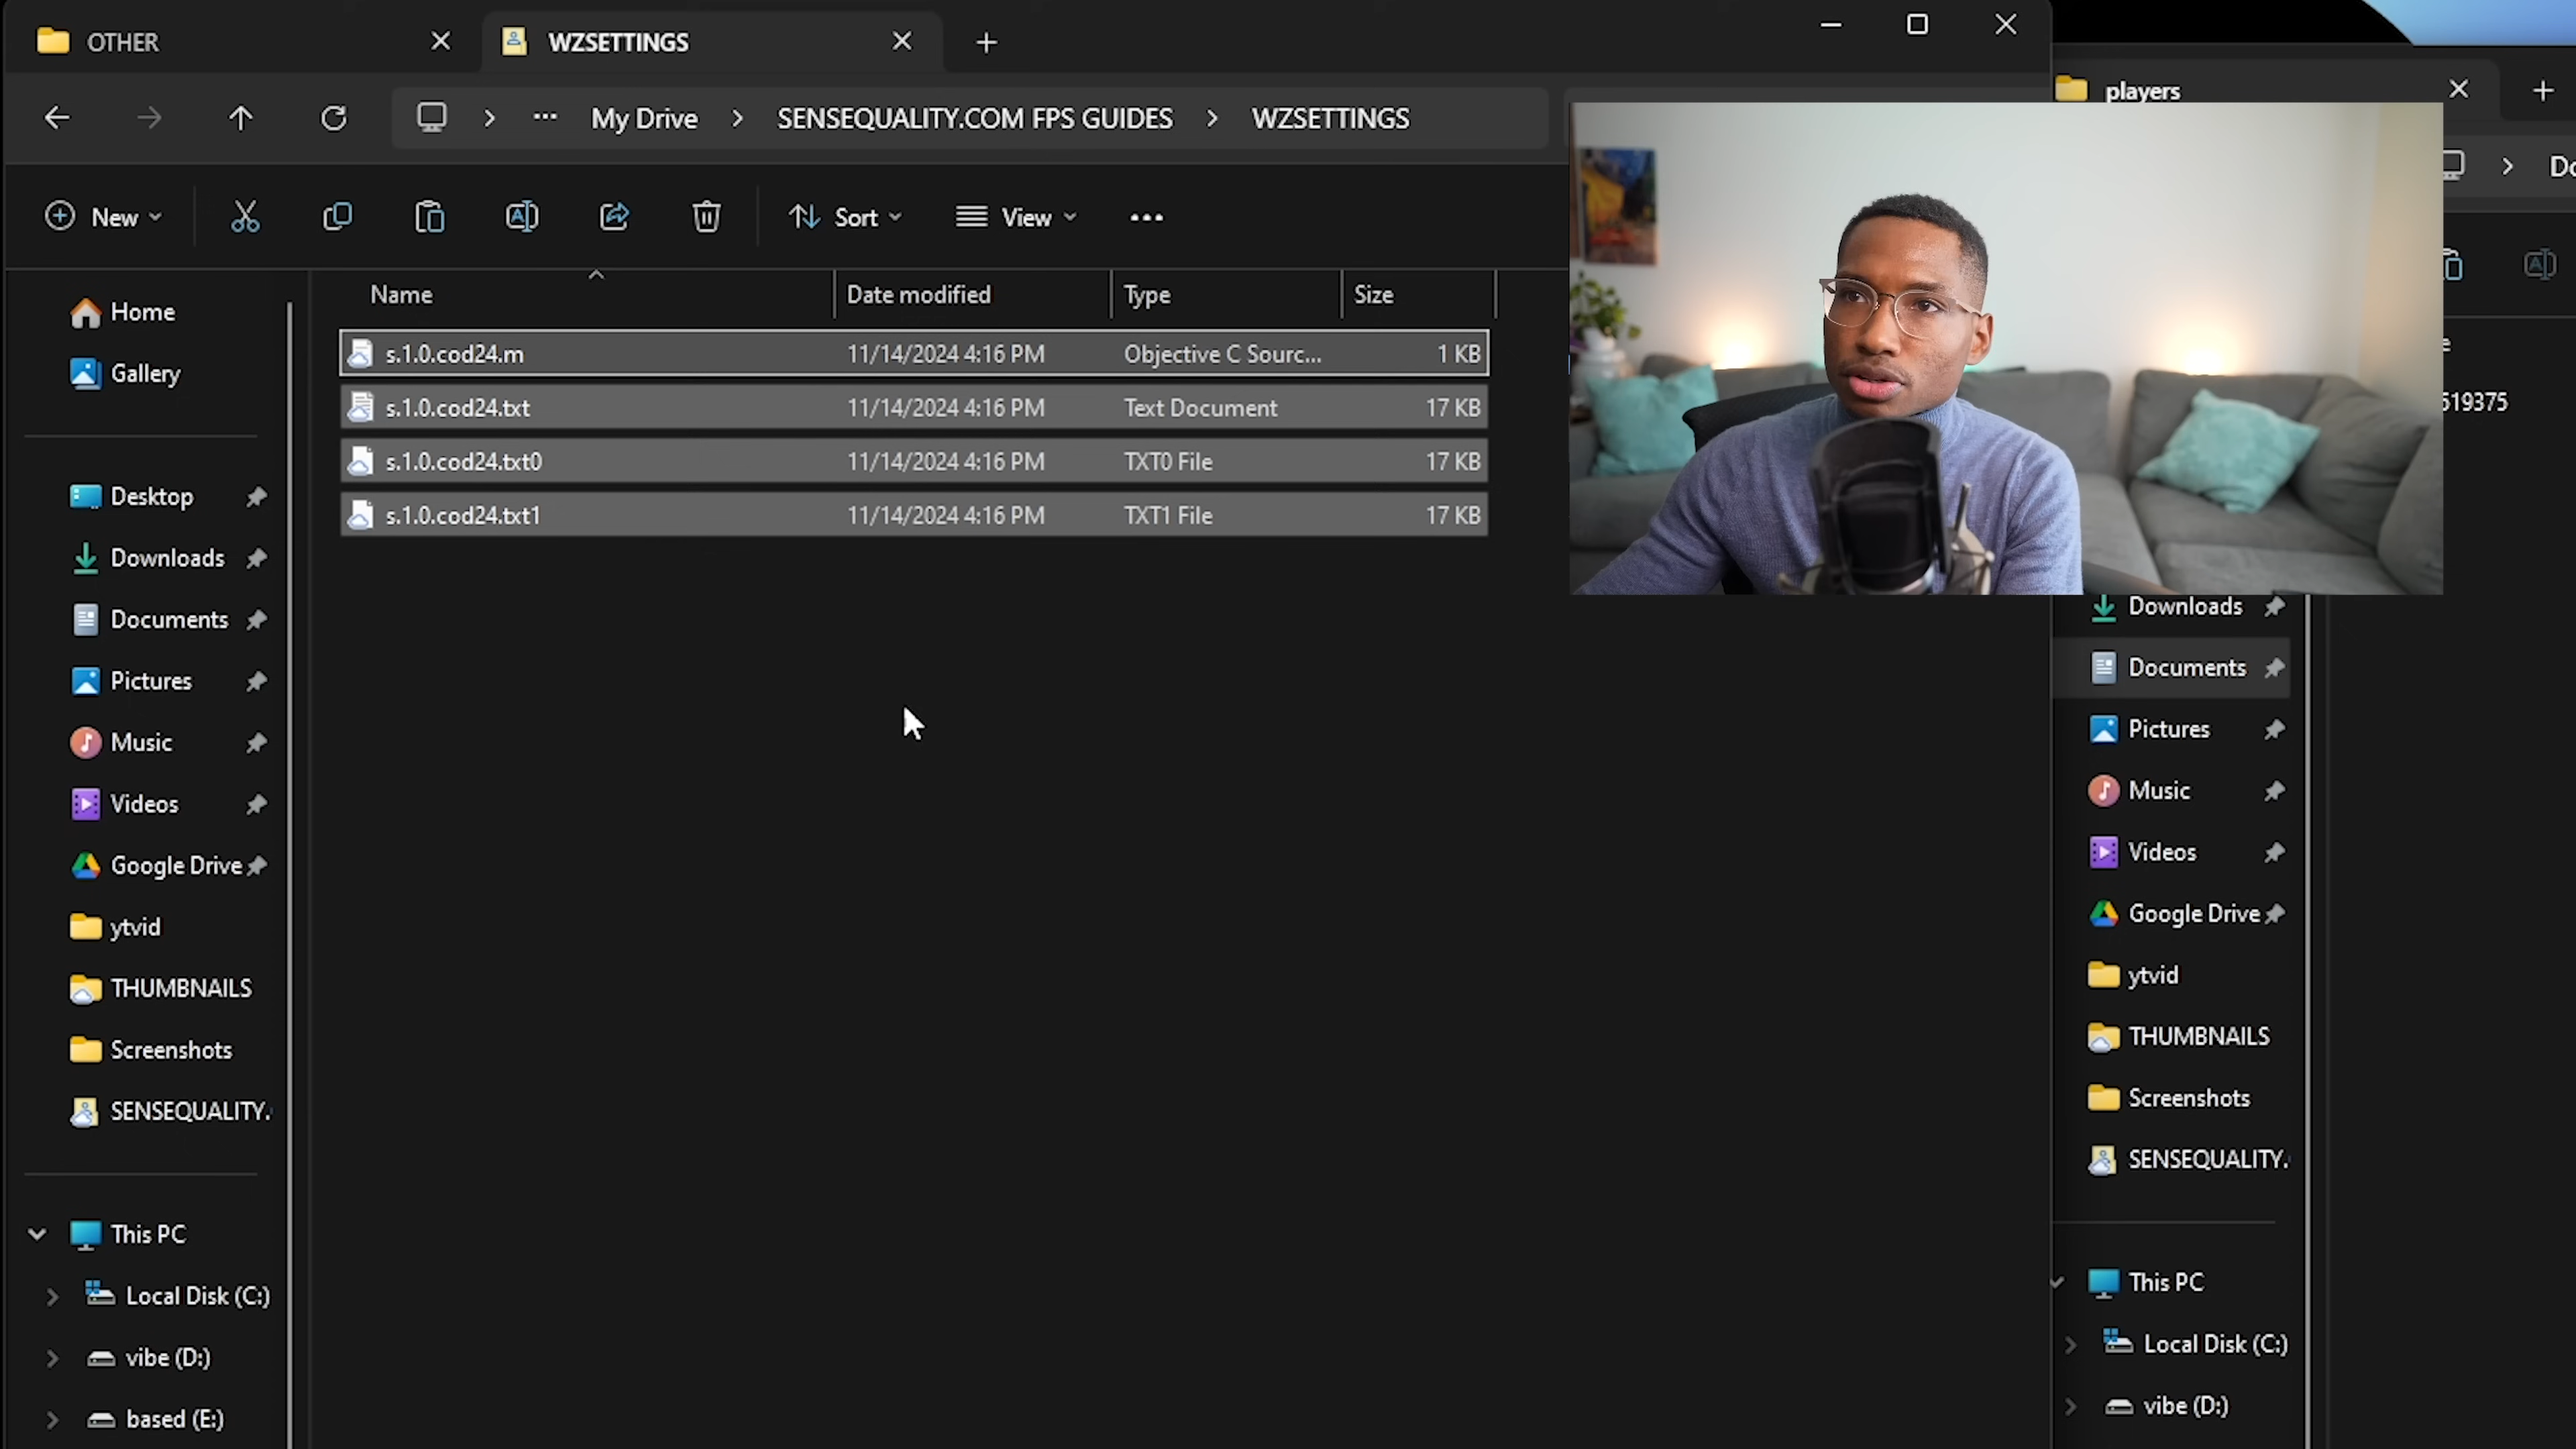 OTHER
WZSETTINGS
My Drive > SENSEQUALITY.COM FPS GUIDES > WZSETTINGS
New
Sort
View
Name
Date modified
Type
Size
s.1.0.cod24.m 11/14/2024 4:16 PM Objective C Sourc... 1 KB
s.1.0.cod24.txt 11/14/2024 4:16 PM Text Document 17 KB
s.1.0.cod24.txt0 11/14/2024 4:16 PM TXT0 File 17 KB
s.1.0.cod24.txt1 11/14/2024 4:16 PM TXT1 File 17 KB
Home
Gallery
Desktop
Downloads
Documents
Pictures
Music
Videos
Google Drive
ytvid
THUMBNAILS
Screenshots
SENSEQUALITY.
This PC
Local Disk (C:)
vibe (D:)
based (E:)
players
519375
Downloads
Documents
Pictures
Music
Videos
Google Drive
ytvid
THUMBNAILS
Screenshots
SENSEQUALITY.
This PC
Local Disk (C:)
vibe (D:)